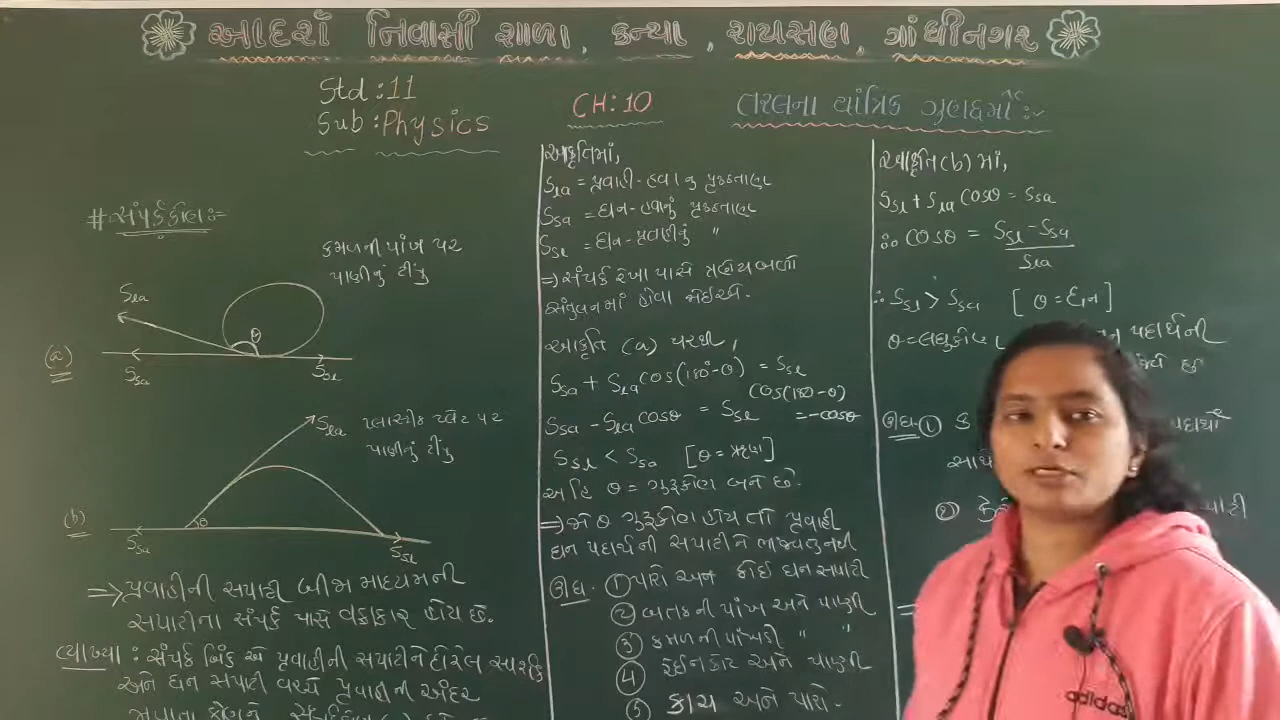 આદર્શ નિવાસી શાળા, કન્યા, રાયસણ, ગાંધીનગર
Std : 11
Sub : Physics
CH : 10
તરલના યાંત્રિક ગુણધર્મો :-
# સંપર્કકોણ :-
કમળની પાંખ પર
પાણીનું ટીપું
Sla
θ
(a)
Ssa
Ssl
Sla
પ્લાસ્ટીક પ્લેટ પર
પાણીનું ટીપું
(b)
θ
Ssa
Ssl
⇒ પ્રવાહીની સપાટી બીજા માધ્યમની
સપાટીના સંપર્ક પાસે વક્રાકાર હોય છે.
વ્યાખ્યા : સંપર્ક બિંદુ એ પ્રવાહીની સપાટીને દોરેલ સ્પર્શક
અને ઘન સપાટી વચ્ચે પ્રવાહીની અંદર
આકૃતિમાં,
Sla = પ્રવાહી-હવાનું પૃષ્ઠતાણ
Ssa = ઘન-હવાનું પૃષ્ઠતાણ
Ssl = ઘન-પ્રવાહીનું "
⇒ સંપર્ક રેખા પાસે ત્રણેય બળો
સંતુલનમાં હોવા જોઈએ.
આકૃતિ (a) પરથી,
Ssa + Sla cos(180°-θ) = Ssl
cos(180-θ)
Ssa - Sla cosθ = Ssl = -cosθ
Ssl < Ssa [θ = ઋણ]
અહિ θ = ગુરૂકોણ બને છે.
⇒ જો θ ગુરૂકોણ હોય તો પ્રવાહી
ઘન પદાર્થની સપાટીને ભીંજવતુ નથી
ઉદા. ① પારો અને કોઈ ઘન સપાટી
② બતકની પાંખ અને પાણી
③ કમળની પાંખડી " "
④ રેઈનકોટ અને પાણી
⑤ કાચ અને પારો.
આકૃતિ (b) માં,
Ssl + Sla cosθ = Ssa
∴ cosθ = Ssl - Ssa
Sla
∴ Ssl > Ssa [θ = ધન]
θ = લઘુકોણ પદાર્થની
ઉદા. ①
②
adidas